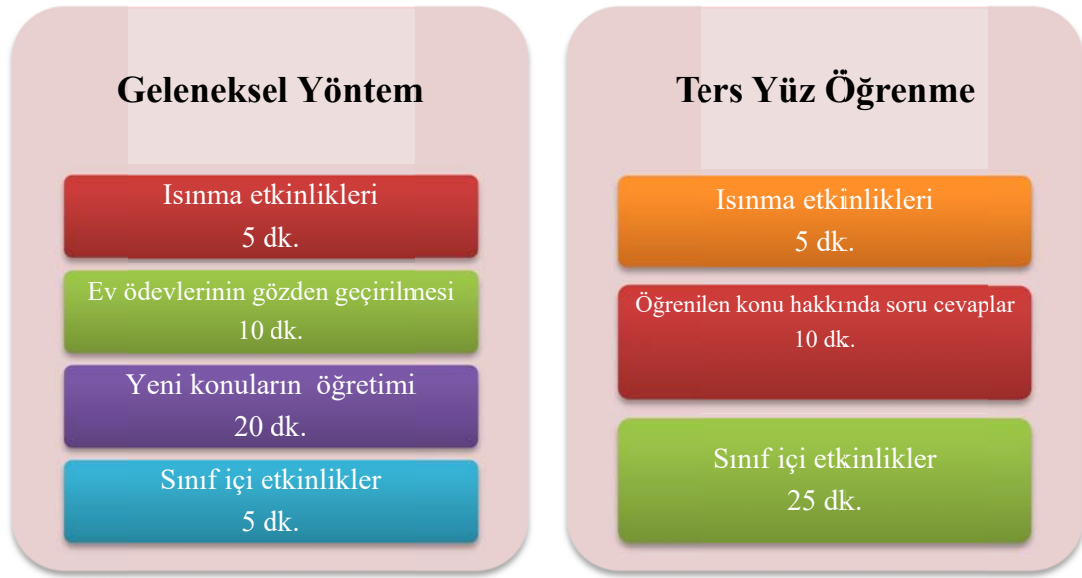 Geleneksel Yöntem
Isınma etkinlikleri
5 dk.
Ev ödevlerinin gözden geçirilmesi
10 dk.
Yeni konuların öğretimi
20 dk.
Sınıf içi etkinlikler
5 dk.
Ters Yüz Öğrenme
Isınma etkinlikleri
5 dk.
Öğrenilen konu hakkında soru cevaplar
10 dk.
Sınıf içi etkinlikler
25 dk.